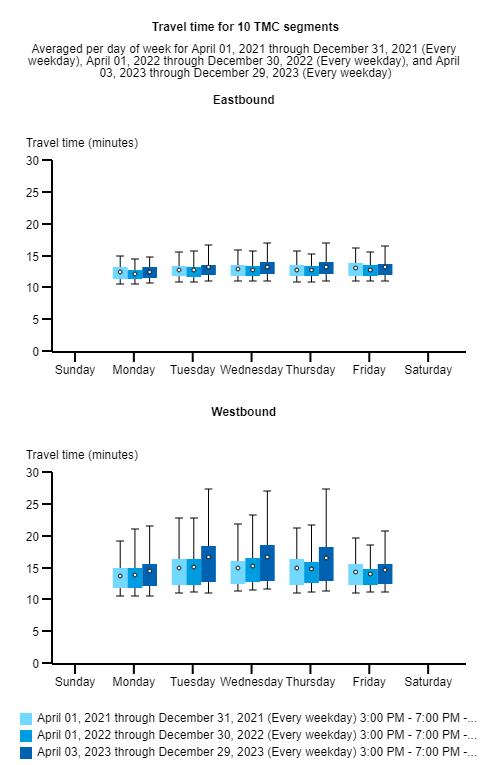 Travel time for 10 TMC segments
Averaged per day of week for April 01, 2021 through December 31, 2021 (Every
weekday), April 01, 2022 through December 30, 2022 (Every weekday), and April
03, 2023 through December 29, 2023 (Every weekday)
Eastbound
Travel time (minutes)
30
25
20
15
10
5
0
Sunday Monday Tuesday Wednesday Thursday Friday Saturday
Westbound
Travel time (minutes)
30
25
20
15
10
5
0
Sunday Monday Tuesday Wednesday Thursday Friday Saturday
April 01, 2021 through December 31, 2021 (Every weekday) 3:00 PM - 7:00 PM -...
April 01, 2022 through December 30, 2022 (Every weekday) 3:00 PM - 7:00 PM -...
April 03, 2023 through December 29, 2023 (Every weekday) 3:00 PM - 7:00 PM -...